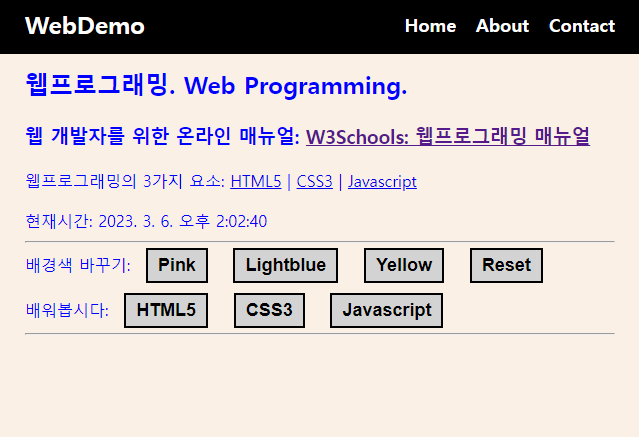 WebDemo Home About Contact
웹프로그래밍. Web Programming.
웹 개발자를 위한 온라인 매뉴얼: W3Schools: 웹프로그래밍 매뉴얼
웹프로그래밍의 3가지 요소: HTML5 | CSS3 | Javascript
현재시간: 2023. 3. 6. 오후 2:02:40
배경색 바꾸기: Pink Lightblue Yellow Reset
배워봅시다: HTML5 CSS3 Javascript